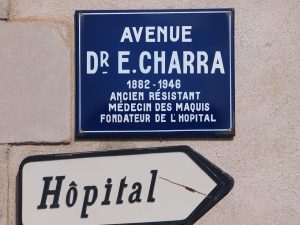 AVENUE
DR E. CHARRA
1882 - 1946
ANCIEN RÉSISTANT
MÉDECIN DES MAQUIS
FONDATEUR DE L'HOPITAL
Hôpital